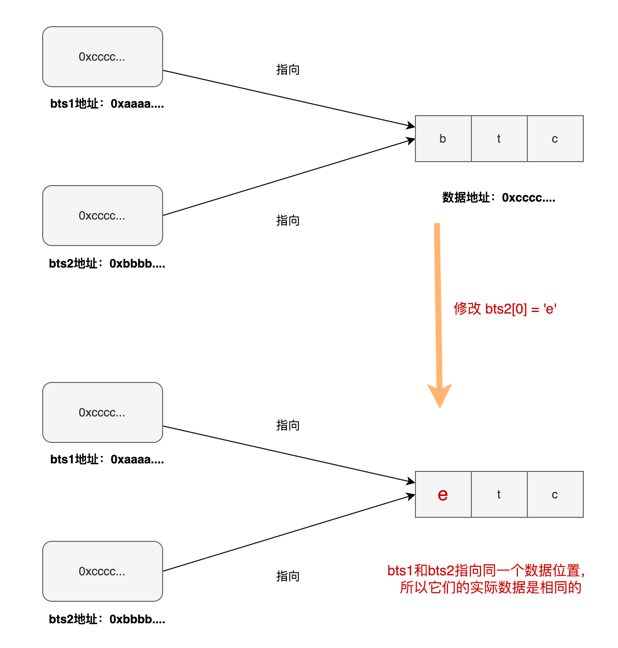 0xcccc...
指向
bts1地址：0xaaaa....
b
t
c
0xcccc...
数据地址：0xcccc....
指向
bts2地址：0xbbbb....
修改 bts2[0] = 'e'
0xcccc...
指向
bts1地址：0xaaaa....
e
t
c
0xcccc...
指向
bts1和bts2指向同一个数据位置，
所以它们的实际数据是相同的
bts2地址：0xbbbb....